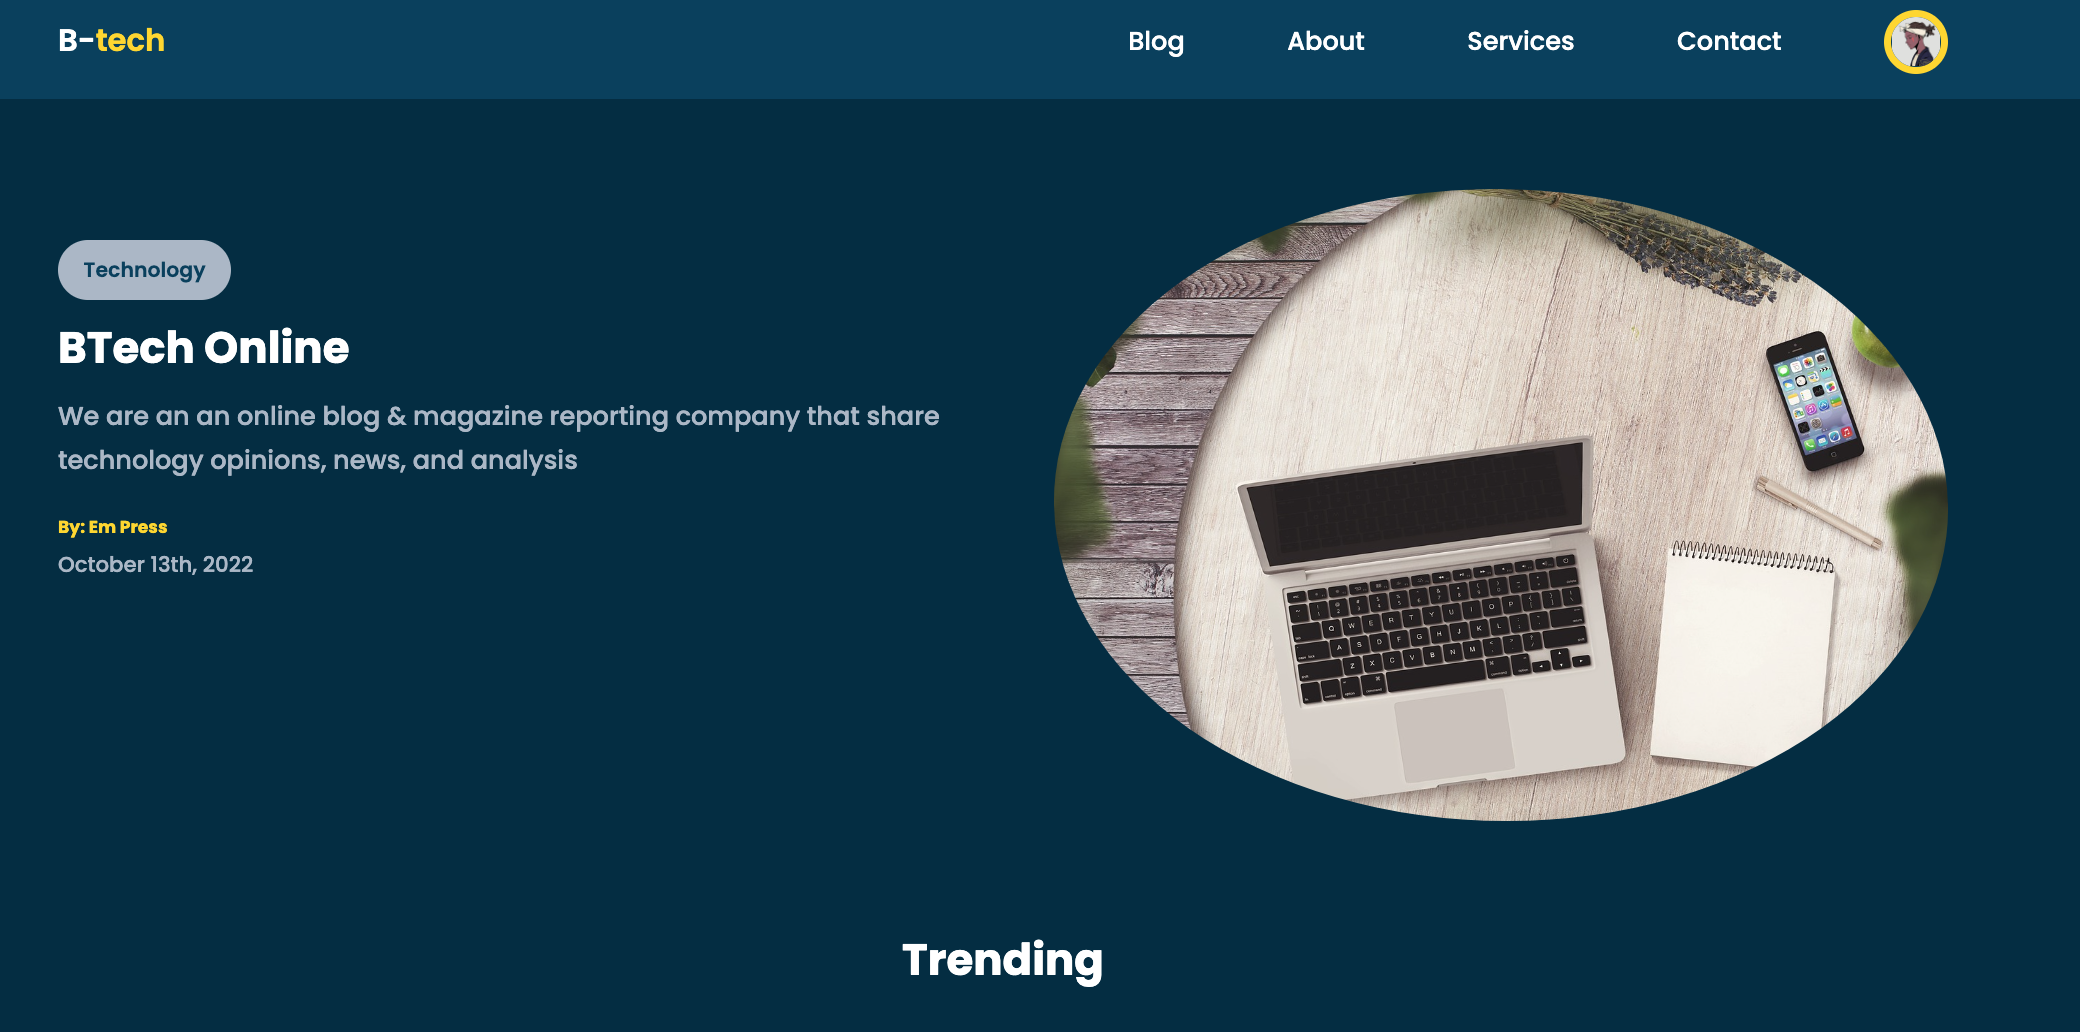 B-tech
Blog
About
Services
Contact
Technology
BTech Online
We are an an online blog & magazine reporting company that share
technology opinions, news, and analysis
By: Em Press
October 13th, 2022
Trending